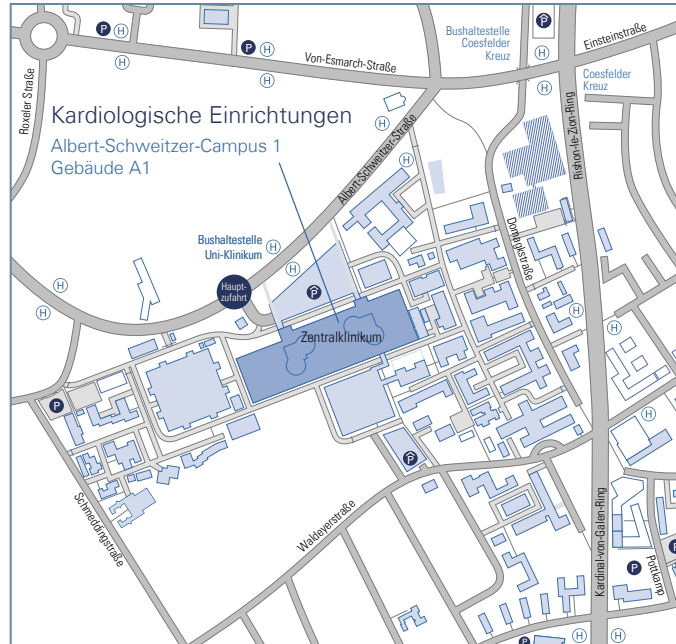 P
H
P
H
H
H
Von-Esmarch-Straße
Bushaltestelle
Coesfelder
Kreuz
P
H
H
Einsteinstraße
Coesfelder
Kreuz
Roxeler Straße
Kardiologische Einrichtungen
Albert-Schweitzer-Campus 1
Gebäude A1
H
H
Albert-Schweitzer-Straße
Rishon-le-Zion-Ring
Domagkstraße
Bushaltestelle
Uni-Klinikum
H
H
H
H
Haupt-
zufahrt
P
H
H
Zentralklinikum
P
H
P
Schmeddingstraße
Waldeyerstraße
Kardinal-von-Galen-Ring
Pottkamp
P
P
H
H
P